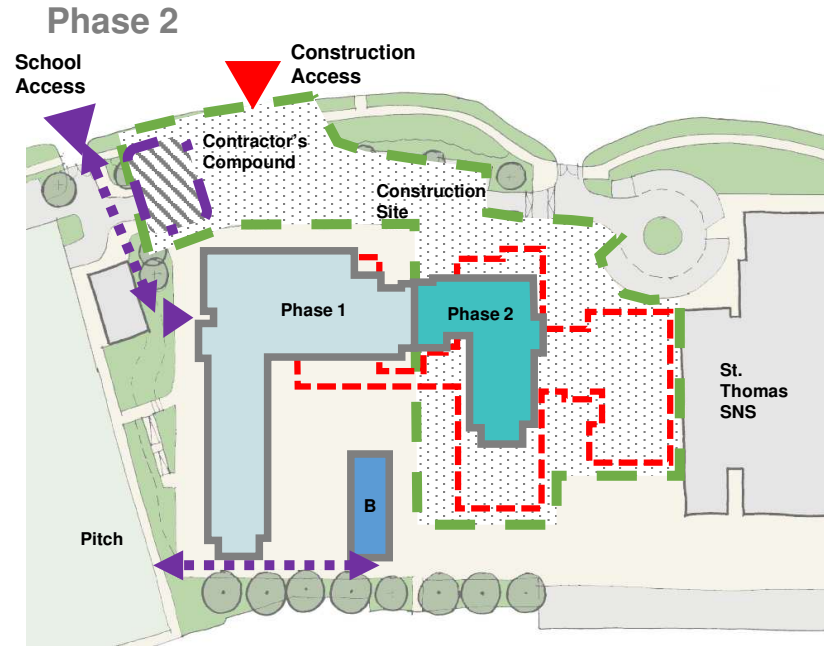 Phase 2
School
Access
Construction
Access
Contractor's
Compound
Construction
Site
Phase 1
Phase 2
St.
Thomas
SNS
B
Pitch